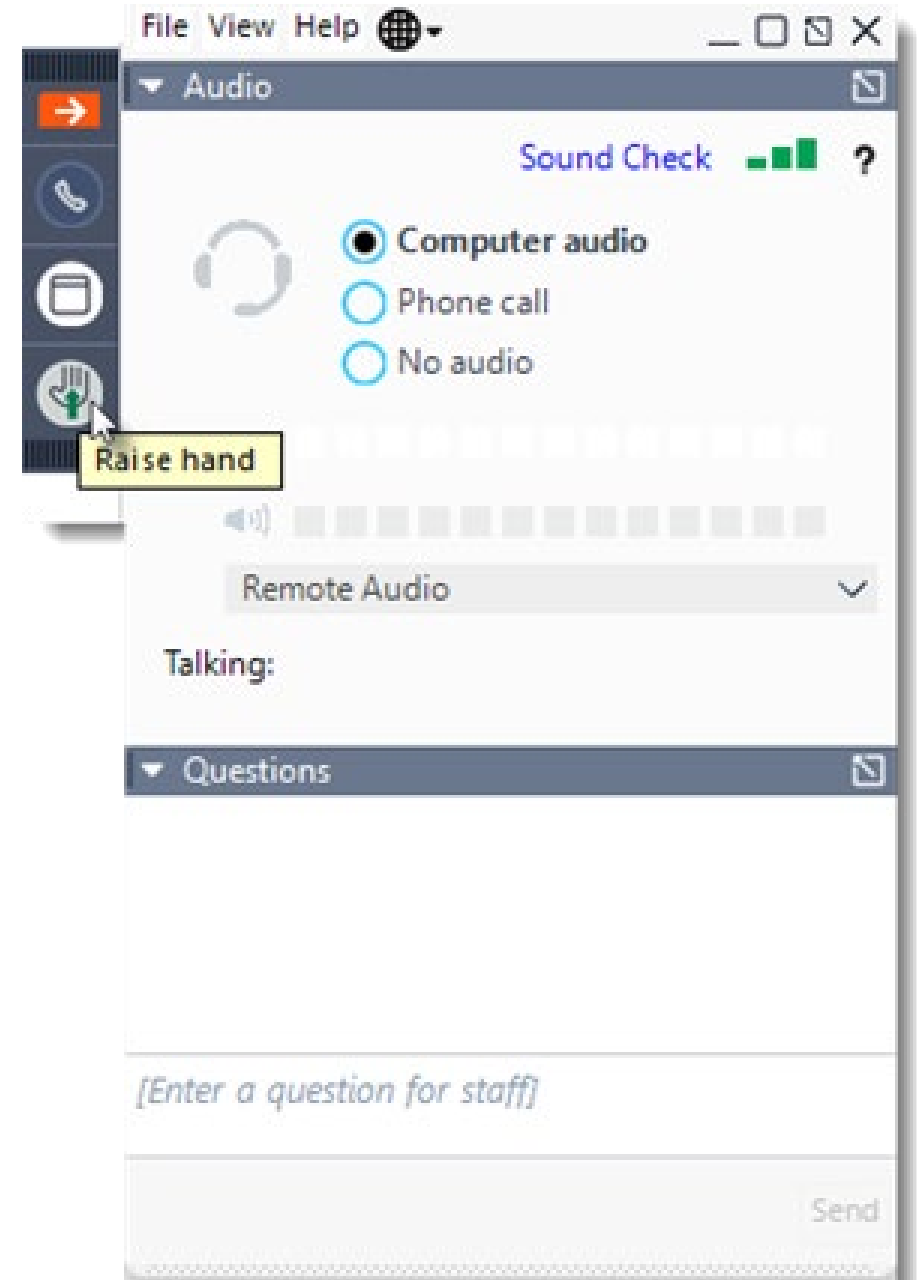 File View Help
Audio
Sound Check ?
Computer audio
Phone call
No audio
Raise hand
Remote Audio
Talking:
Questions
[Enter a question for staff]
Send